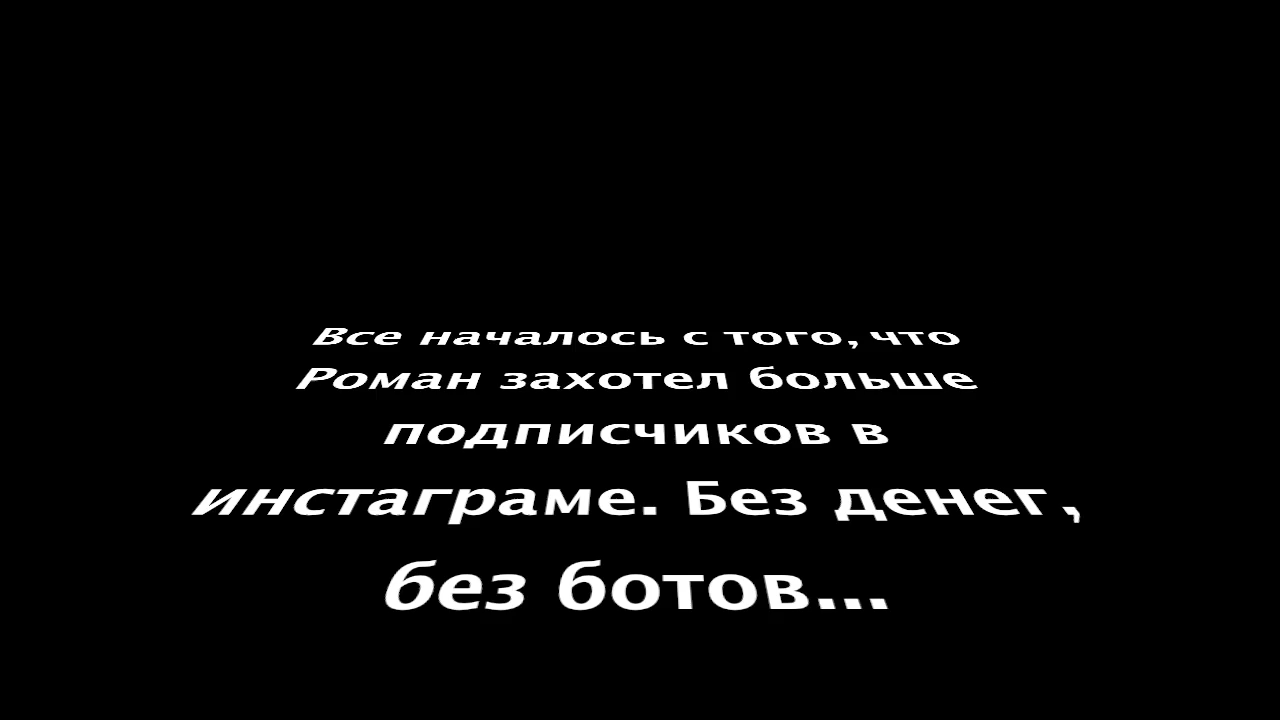 Все началось с того, что
Роман захотел больше
подписчиков в
инстаграме. Без денег,
без ботов...